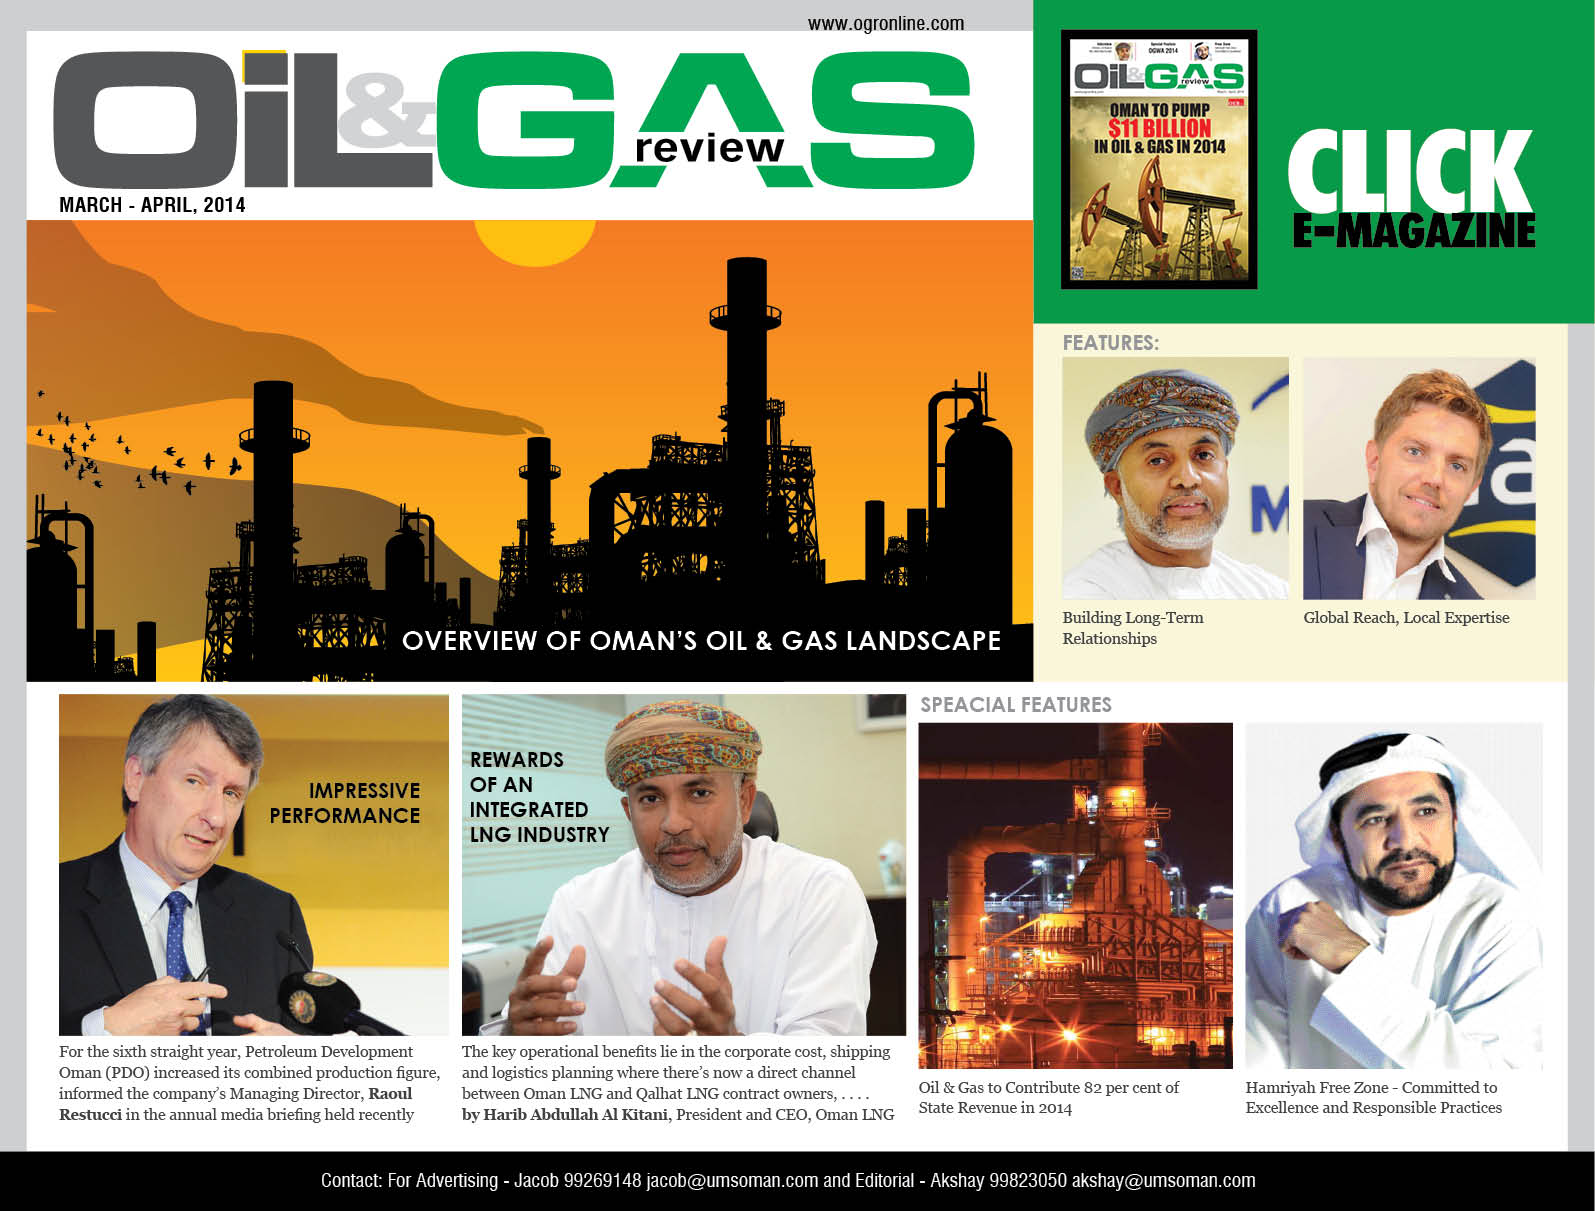 www.ogronline.com
OiL&GAS
review
MARCH - APRIL, 2014
OVERVIEW OF OMAN'S OIL & GAS LANDSCAPE
Special Feature
OGWA 2014
Free Zone
OiL&GAS
review
OMAN TO PUMP
$11 BILLION
IN OIL & GAS IN 2014
CLICK
E-MAGAZINE
FEATURES:
M
a
Building Long-Term
Relationships
Global Reach, Local Expertise
IMPRESSIVE
PERFORMANCE
For the sixth straight year, Petroleum Development
Oman (PDO) increased its combined production figure,
informed the company's Managing Director, Raoul
Restucci in the annual media briefing held recently
REWARDS
OF AN
INTEGRATED
LNG INDUSTRY
The key operational benefits lie in the corporate cost, shipping
and logistics planning where there's now a direct channel
between Oman LNG and Qalhat LNG contract owners, . . . .
by Harib Abdullah Al Kitani, President and CEO, Oman LNG
SPEACIAL FEATURES
Oil & Gas to Contribute 82 per cent of
State Revenue in 2014
Hamriyah Free Zone - Committed to
Excellence and Responsible Practices
Contact: For Advertising - Jacob 99269148 jacob@umsoman.com and Editorial - Akshay 99823050 akshay@umsoman.com